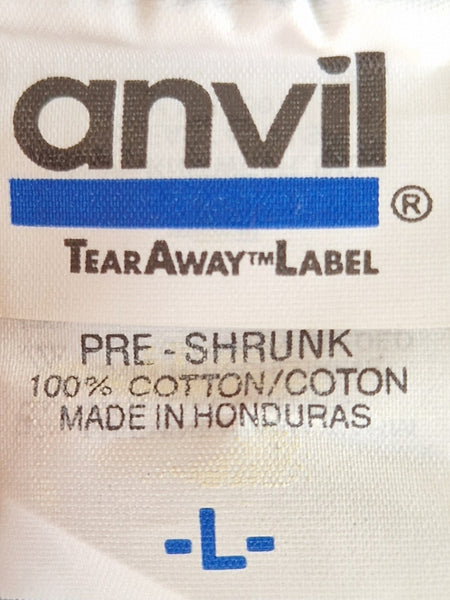 anvil
®
TEARAWAY™LABEL
PRE-SHRUNK
100% COTTON/COTON
MADE IN HONDURAS
-L-